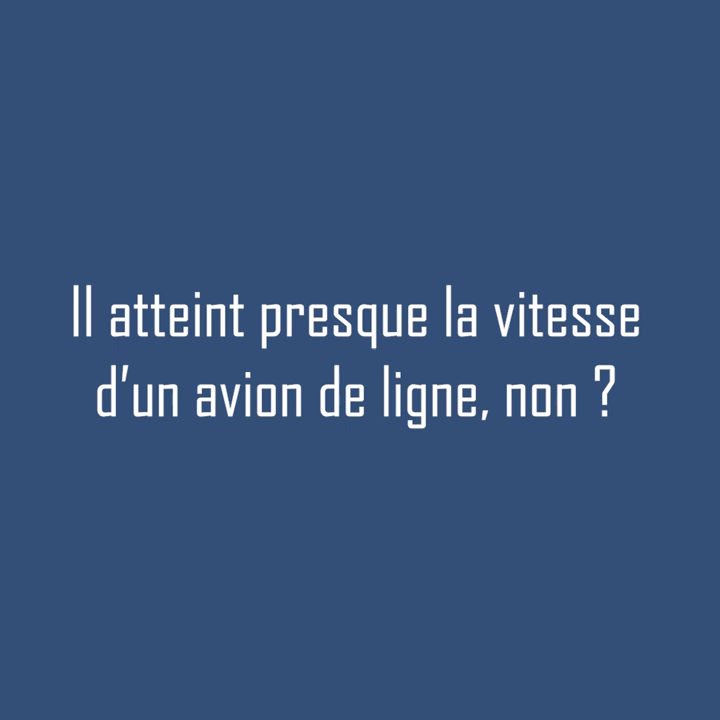 Il atteint presque la vitesse
d’un avion de ligne, non ?